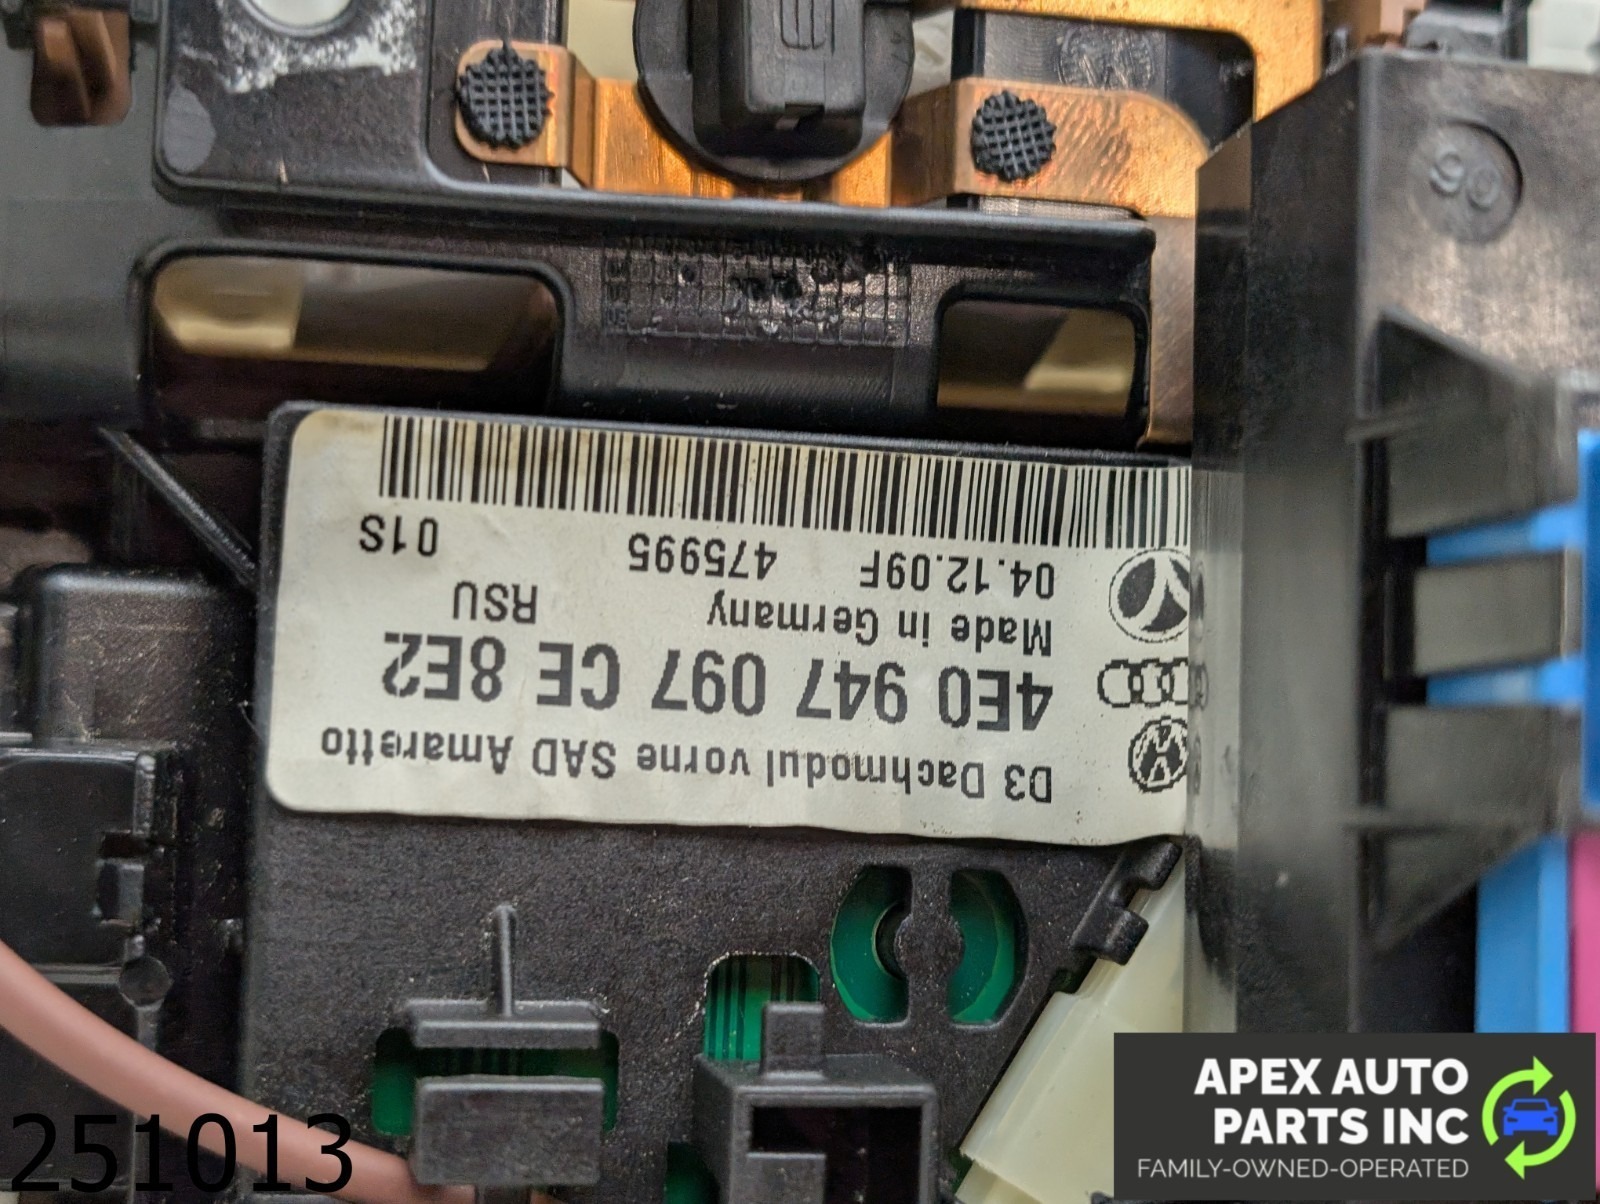 D3 Dachmodul vorne SAD Amaretto
4E0 947 097 CE 8E2
Made in Germany RSU
04.12.09F 475995 01S
90
251013
APEX AUTO
PARTS INC
FAMILY-OWNED-OPERATED